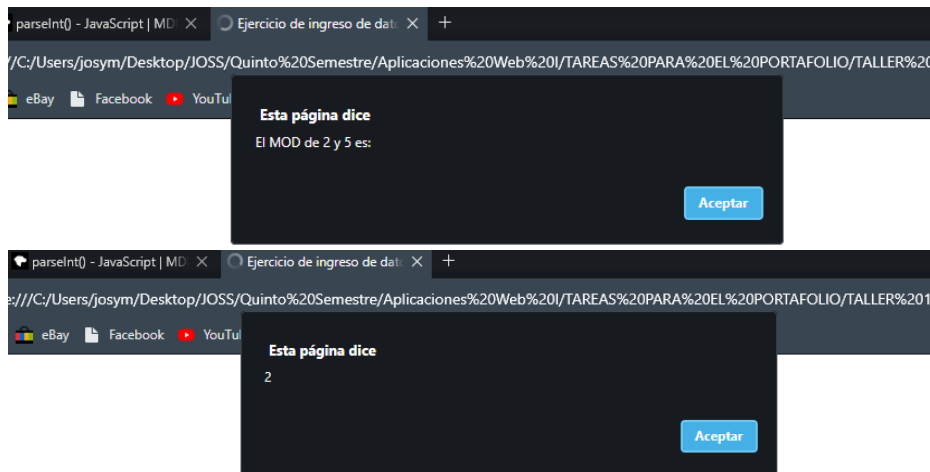 parseInt() - JavaScript | MD Ejercicio de ingreso de dato
//C:/Users/josym/Desktop/JOSS/Quinto%20Semestre/Aplicaciones%20Web%20I/TAREAS%20PARA%20EL%20PORTAFOLIO/TALLER%20
eBay Facebook YouTu
Esta página dice
El MOD de 2 y 5 es:
Aceptar
parseInt() - JavaScript | MD Ejercicio de ingreso de dato
e:///C:/Users/josym/Desktop/JOSS/Quinto%20Semestre/Aplicaciones%20Web%20I/TAREAS%20PARA%20EL%20PORTAFOLIO/TALLER%201
eBay Facebook YouTu
Esta página dice
2
Aceptar